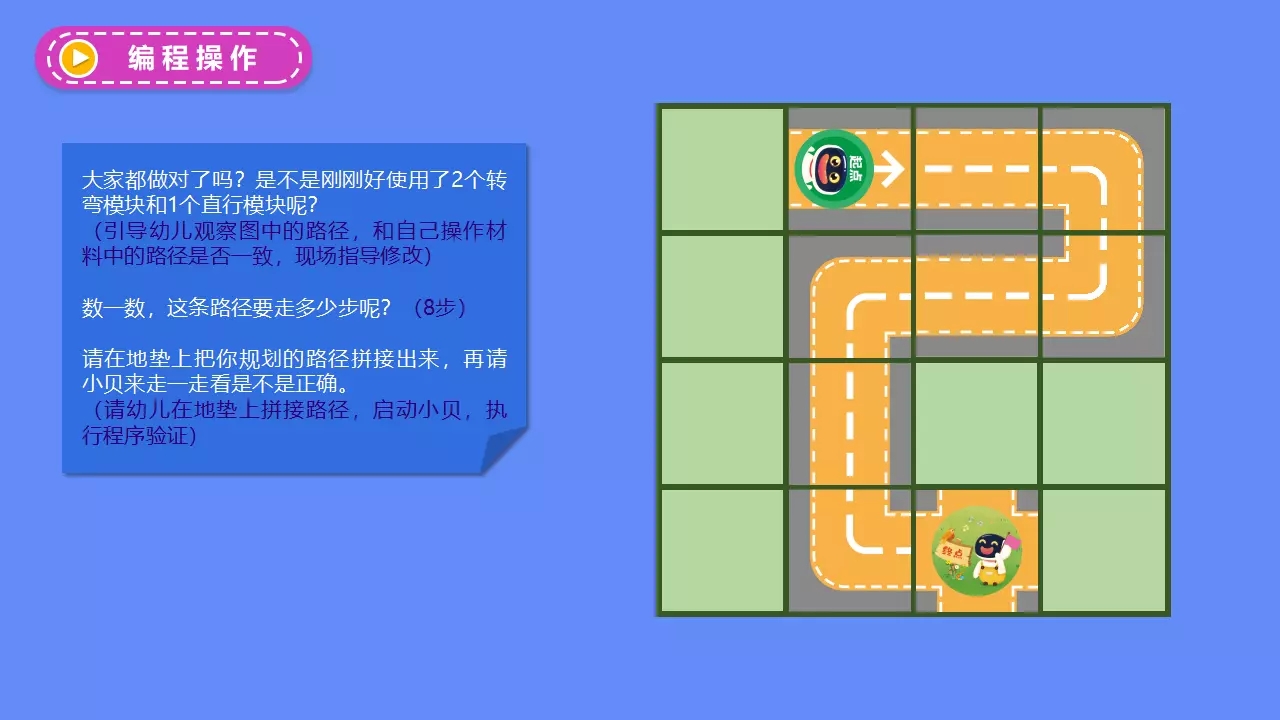 编程操作
大家都做对了吗？是不是刚刚好使用了2个转
弯模块和1个直行模块呢？
（引导幼儿观察图中的路径，和自己操作材
料中的路径是否一致，现场指导修改）
数一数，这条路径要走多少步呢？（8步）
请在地垫上把你规划的路径拼接出来，再请
小贝来走一走看是不是正确。
（请幼儿在地垫上拼接路径，启动小贝，执
行程序验证）
起点
终点